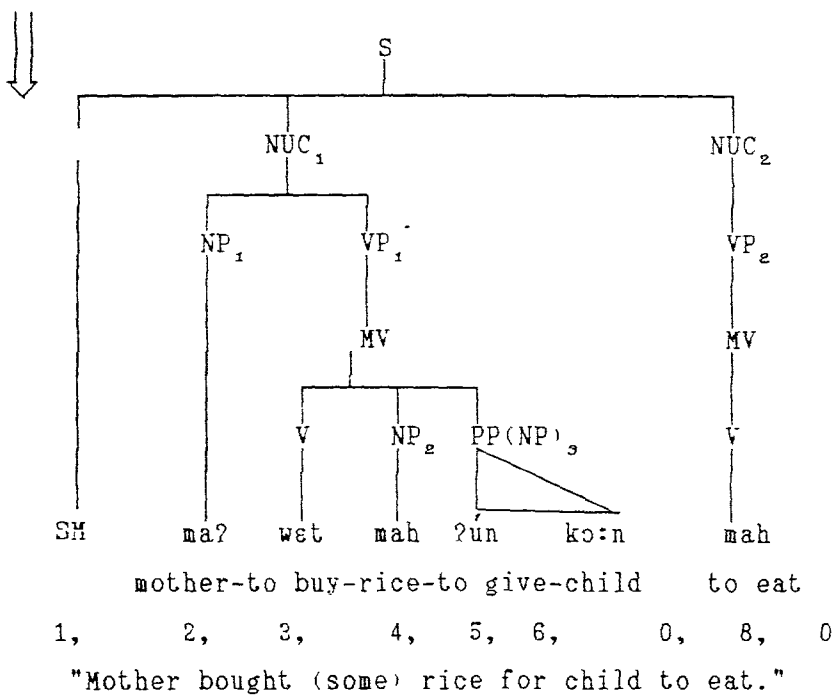 S
NUC₁ NUC₂
NP₁ VP₁ VP₂
MV MV
V NP₂ PP(NP)₃ V
SM maʔ wɛt mah ʔun kɔːn mah
mother-to buy-rice-to give-child to eat
1, 2, 3, 4, 5, 6, 0, 8, 0
"Mother bought (some) rice for child to eat."